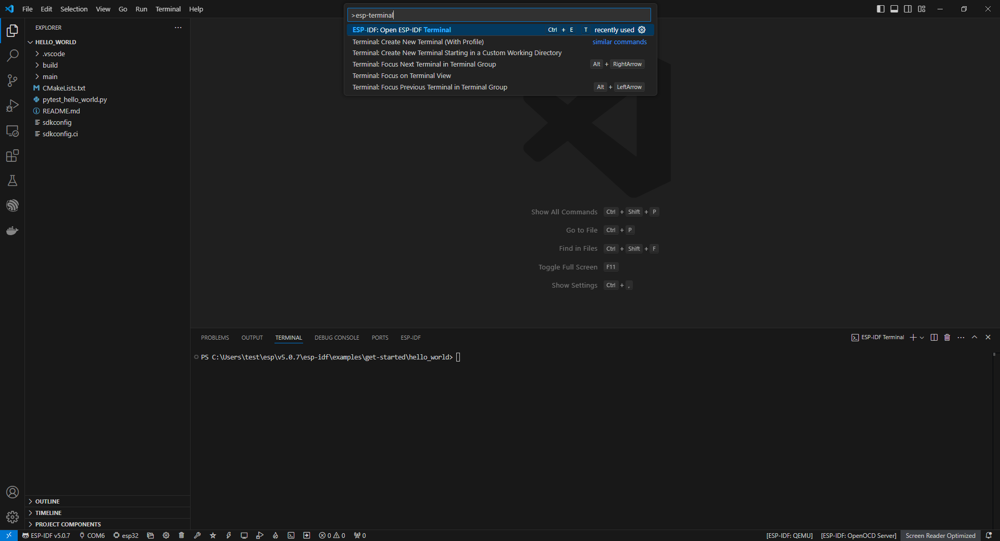 File Edit Selection View Go Run Terminal Help
>esp-terminal
ESP-IDF: Open ESP-IDF Terminal Ctrl + E T recently used
Terminal: Create New Terminal (With Profile) similar commands
Terminal: Create New Terminal Starting in a Custom Working Directory
Terminal: Focus Next Terminal in Terminal Group Alt + RightArrow
Terminal: Focus on Terminal View
Terminal: Focus Previous Terminal in Terminal Group Alt + LeftArrow
EXPLORER
HELLO_WORLD
.vscode
build
main
CMakeLists.txt
pytest_hello_world.py
README.md
sdkconfig
sdkconfig.ci
Show All Commands Ctrl + Shift + P
Go to File Ctrl + P
Find in Files Ctrl + Shift + F
Toggle Full Screen F11
Show Settings Ctrl + ,
PROBLEMS OUTPUT TERMINAL DEBUG CONSOLE PORTS ESP-IDF
ESP-IDF Terminal
PS C:\Users\test\esp\v5.0.7\esp-idf\examples\get-started\hello_world>
OUTLINE
TIMELINE
PROJECT COMPONENTS
ESP-IDF v5.0.7 COM6 esp32 0 0 0 [ESP-IDF: QEMU] [ESP-IDF: OpenOCD Server] Screen Reader Optimized